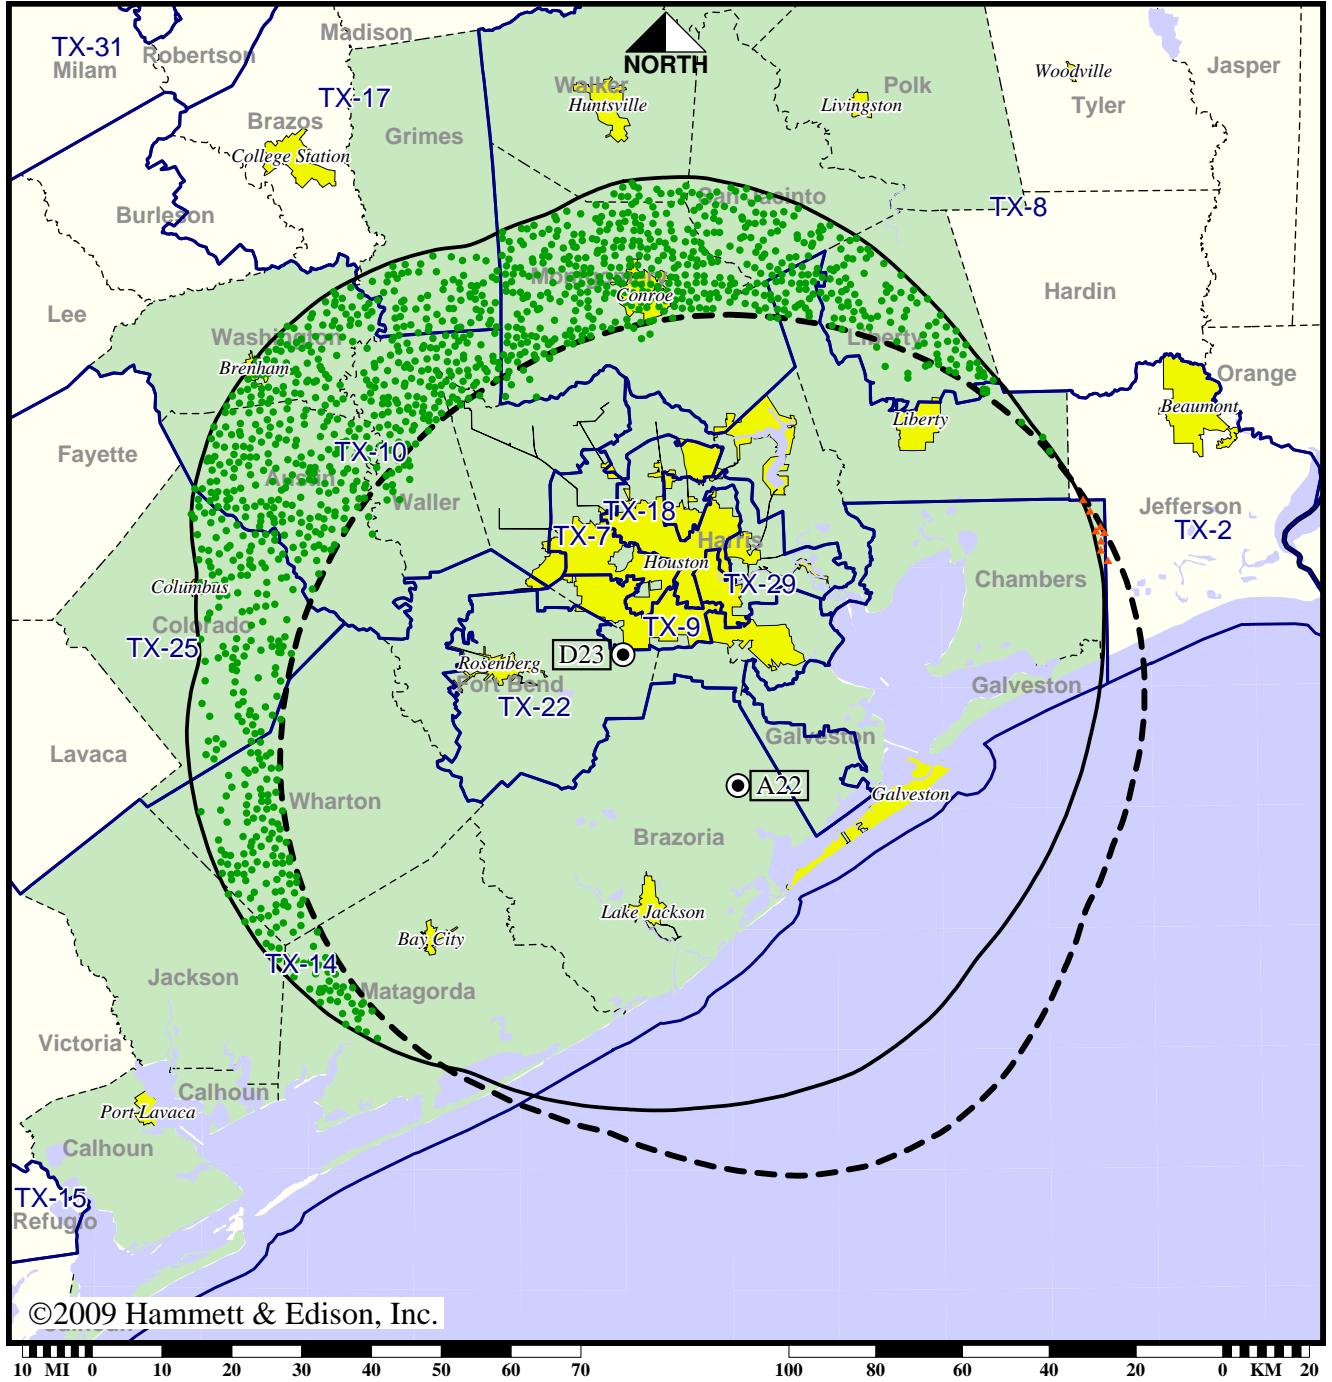 Madison
TX-31
Robertson
Milam
NORTH
Woodville
Jasper
TX-17
Walker
Huntsville
Polk
Livingston
Tyler
Brazos
Grimes
College Station
San Jacinto
TX-8
Burleson
Montgomery
Conroe
Hardin
Lee
Washington
Liberty
Brenham
Orange
Beaumont
Liberty
Fayette
TX-10
Austin
Waller
TX-18
Jefferson
TX-2
TX-7
Harris
Houston
Columbus
TX-29
Chambers
Colorado
TX-9
TX-25
D23
Rosenberg
Fort Bend
Galveston
TX-22
Galveston
Lavaca
A22
Galveston
Wharton
Brazoria
Lake Jackson
Bay City
TX-14
Jackson
Matagorda
Victoria
Calhoun
Port Lavaca
Calhoun
TX-15
Refugio
©2009 Hammett & Edison, Inc.
Calhoun
10 MI 0 10 20 30 40 50 60 70 100 80 60 40 20 0 KM 20